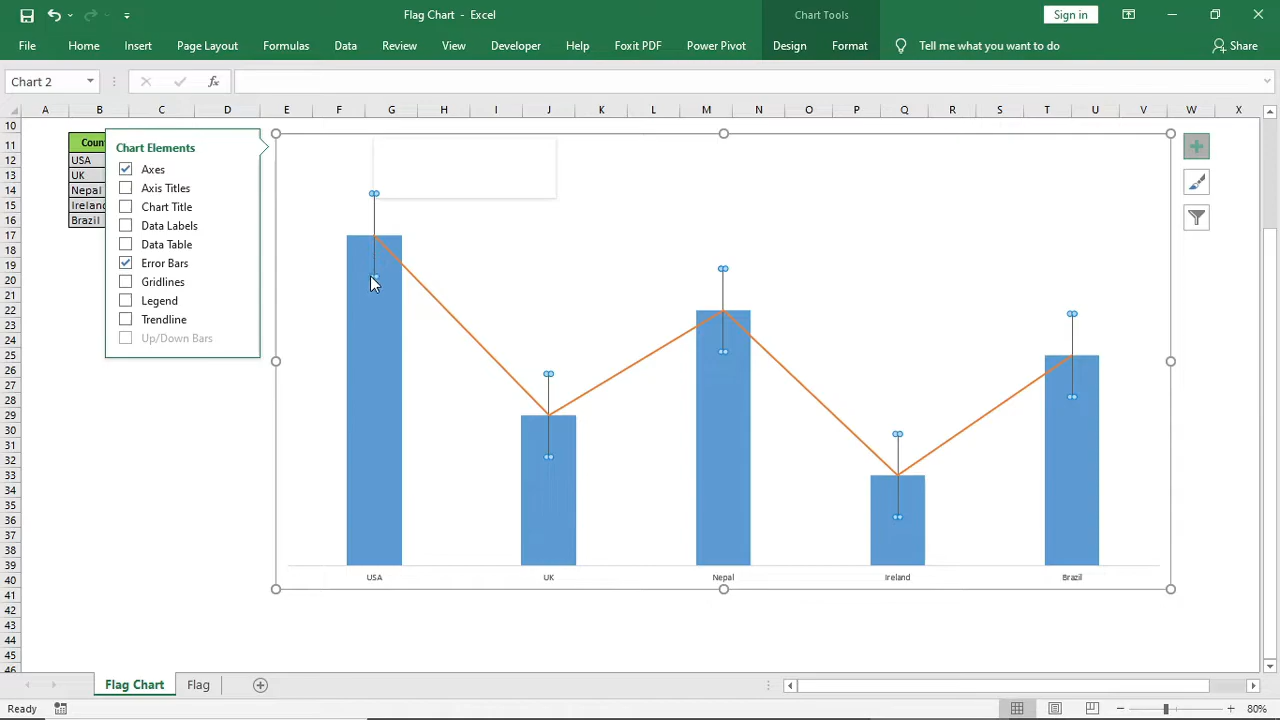 Flag Chart - Excel
Chart Tools
Sign in
File Home Insert Page Layout Formulas Data Review View Developer Help Foxit PDF Power Pivot Design Format Tell me what you want to do Share
Chart 2 fx
A B C D E F G H I J K L M N O P Q R S T U V W X
10
11 Coun
12 USA
13 UK
14 Nepal
15 Ireland
16 Brazil
17
18
19
20
21
22
24
25
26
27
28
29
30
31
32
33
34
35
36
37
38
39
40
41
42
43
44
45
46
Chart Elements
Axes
Axis Titles
Chart Title
Data Labels
Data Table
Error Bars
Gridlines
Legend
Trendline
Up/Down Bars
USA UK Nepal Ireland Brazil
Flag Chart Flag
Ready 80%